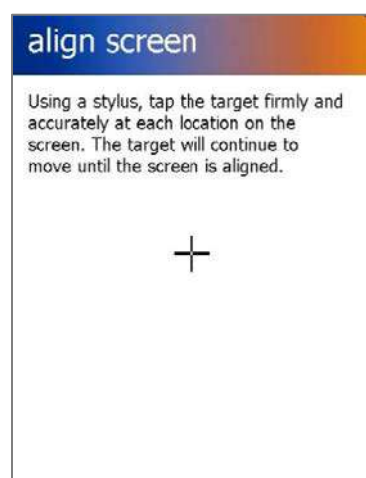 align screen
Using a stylus, tap the target firmly and
accurately at each location on the
screen. The target will continue to
move until the screen is aligned.